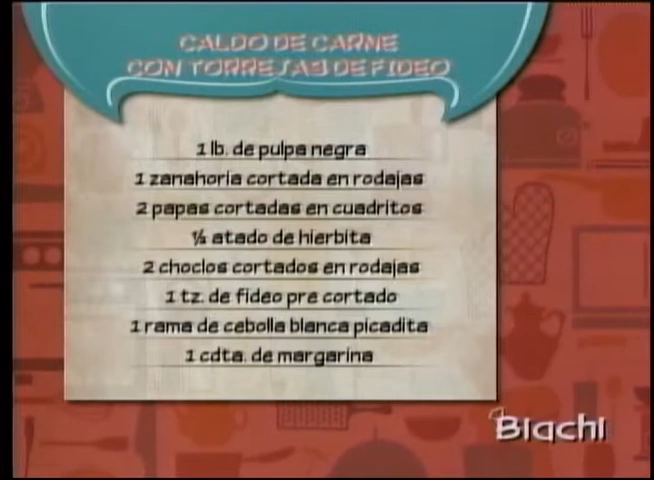 CALDO DE CARNE
CON TORREJAS DE FIDEO
1 lb. de pulpa negra
1 zanahoria cortada en rodajas
2 papas cortadas en cuadritos
½ atado de hierbita
2 choclos cortados en rodajas
1 tz. de fideo pre cortado
1 rama de cebolla blanca picadita
1 cdta. de margarina
Biachi